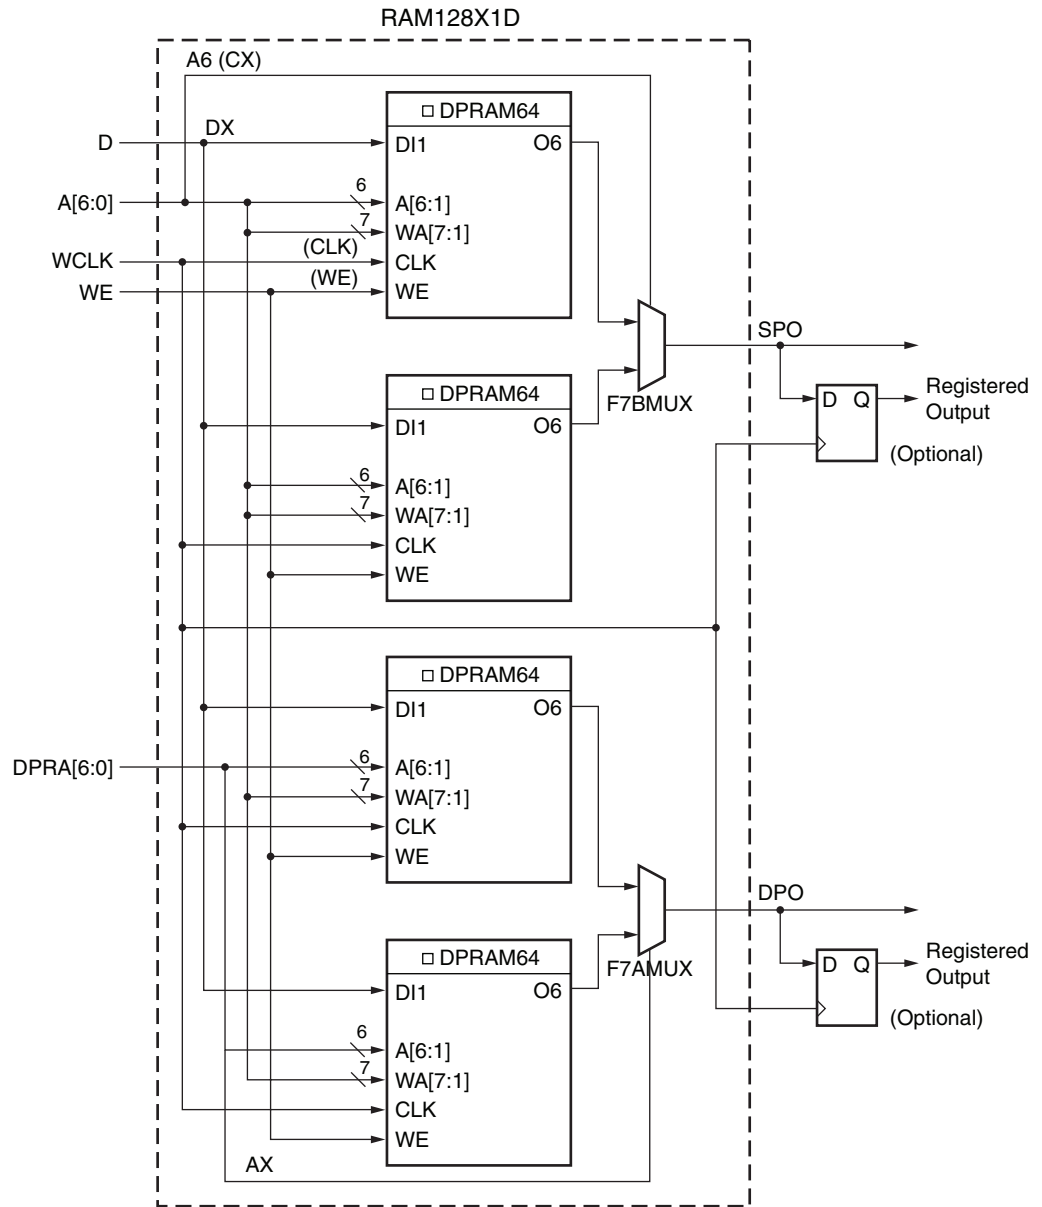 RAM128X1D
A6 (CX)
□ DPRAM64
D
DX
DI1
O6
A[6:0]
6
A[6:1]
7
WA[7:1]
WCLK
(CLK)
CLK
WE
(WE)
WE
SPO
F7BMUX
D Q
Registered
Output
(Optional)
□ DPRAM64
DI1
O6
6
A[6:1]
7
WA[7:1]
CLK
WE
□ DPRAM64
DI1
O6
DPRA[6:0]
6
A[6:1]
7
WA[7:1]
CLK
WE
DPO
F7AMUX
D Q
Registered
Output
(Optional)
□ DPRAM64
DI1
O6
6
A[6:1]
7
WA[7:1]
CLK
WE
AX